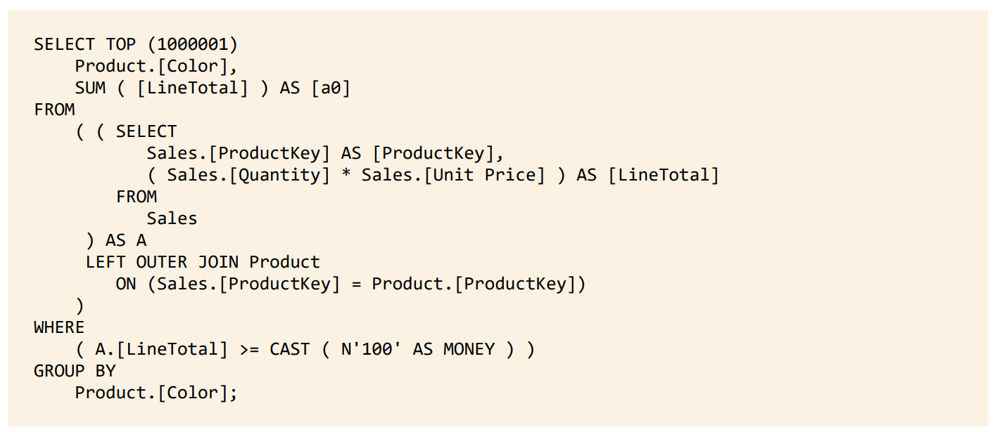 SELECT TOP (1000001)
    Product.[Color],
    SUM ( [LineTotal] ) AS [a0]
FROM
    ( ( SELECT
           Sales.[ProductKey] AS [ProductKey],
           ( Sales.[Quantity] * Sales.[Unit Price] ) AS [LineTotal]
        FROM
           Sales
     ) AS A
     LEFT OUTER JOIN Product
        ON (Sales.[ProductKey] = Product.[ProductKey])
    )
WHERE
    ( A.[LineTotal] >= CAST ( N'100' AS MONEY ) )
GROUP BY
    Product.[Color];